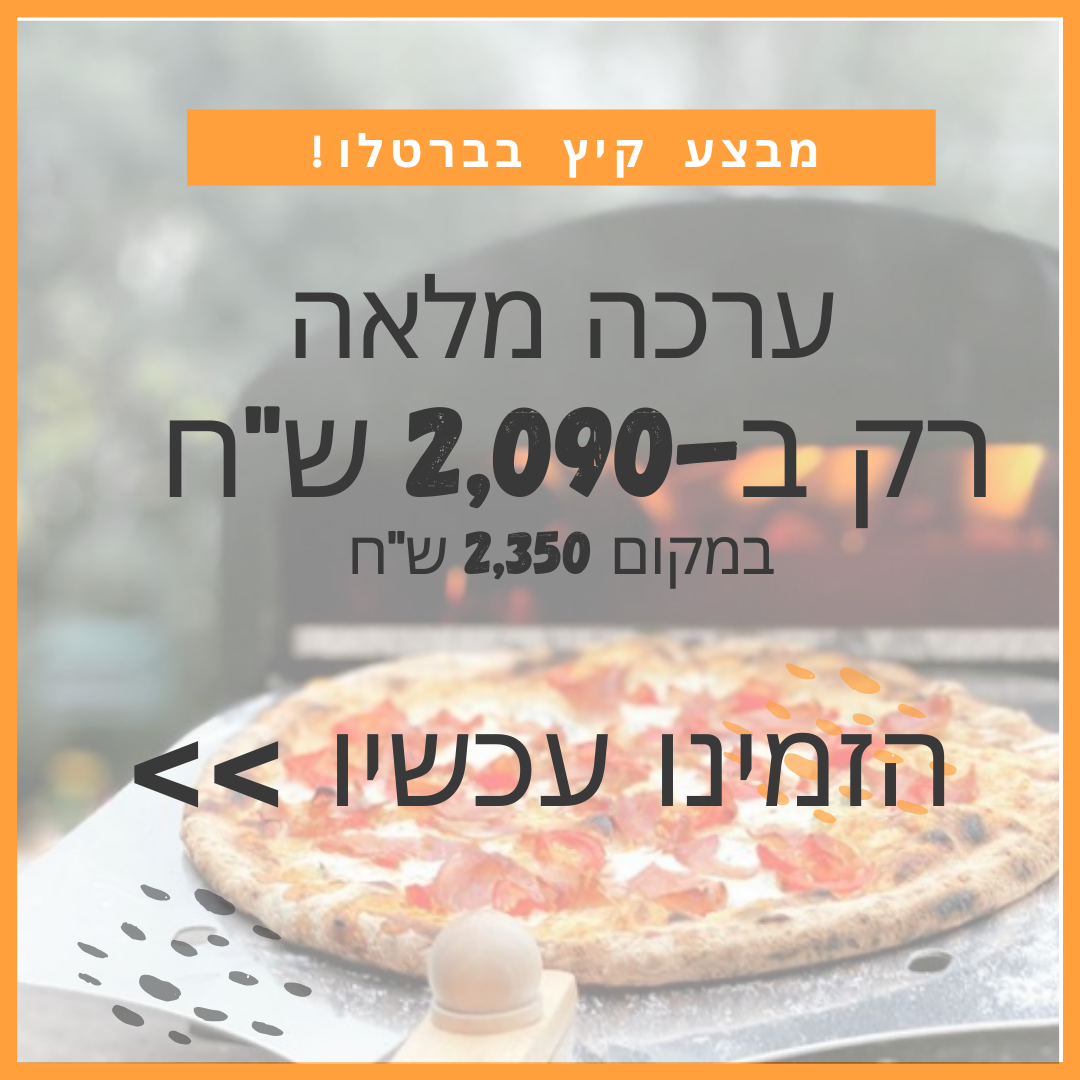 מבצע קיץ בברטלו!
ערכה מלאה
רק ב-2,090 ש"ח
במקום 2,350 ש"ח
הזמינו עכשיו >>